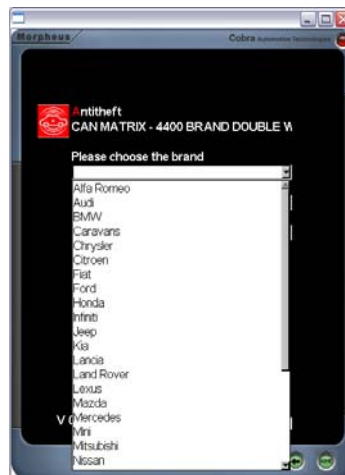 Morpheus
Cobra Automotive Technologies
Antitheft
CAN MATRIX - 4400 BRAND DOUBLE W
Please choose the brand
Alfa Romeo
Audi
BMW
Caravans
Chrysler
Citroen
Fiat
Ford
Honda
Infiniti
Jeep
Kia
Lancia
Land Rover
Lexus
Mazda
Mercedes
Mini
Mitsubishi
Nissan